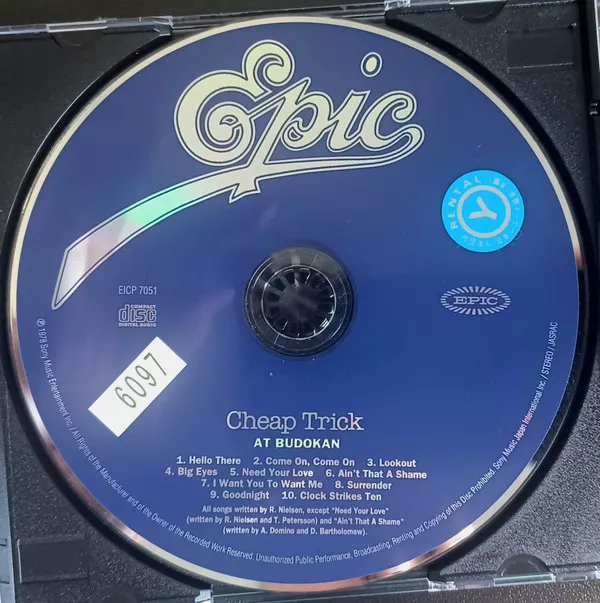 Epic
RENTAL
Y
EICP 7051
COMPACT
disc
DIGITAL AUDIO
EPIC
6097
Cheap Trick
AT BUDOKAN
1. Hello There 2. Come On, Come On 3. Lookout
4. Big Eyes 5. Need Your Love 6. Ain't That A Shame
7. I Want You To Want Me 8. Surrender
9. Goodnight 10. Clock Strikes Ten
All songs written by R. Nielsen, except "Need Your Love"
(written by R. Nielsen and T. Petersson) and "Ain't That A Shame"
(written by A. Domino and D. Bartholomew).
℗ 1978 Sony Music Entertainment Inc. / All Rights of the Manufacturer and of the Owner of the Recorded Work Reserved. Unauthorized Public Performance, Broadcasting, Renting and Copying of this Disc Prohibited. Sony Music Japan International Inc. / STEREO / JASRAC